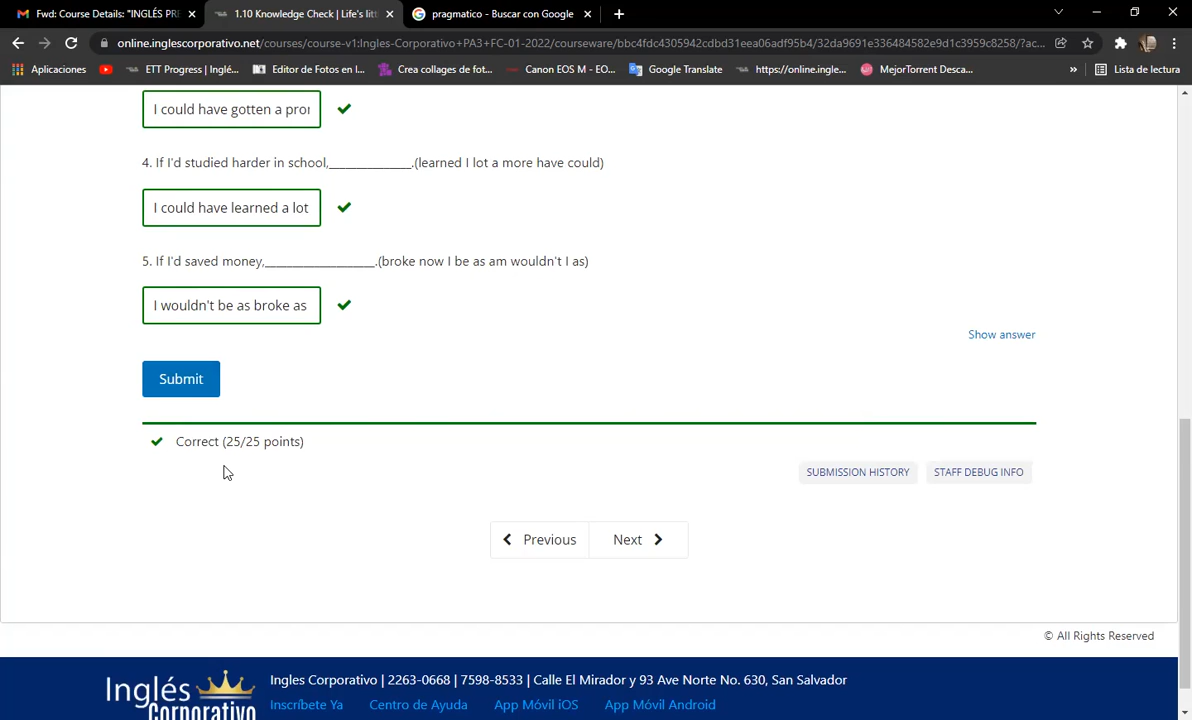 Fwd: Course Details: "INGLÉS PRE
1.10 Knowledge Check | Life's litt
pragmatico - Buscar con Google
online.inglescorporativo.net/courses/course-v1:Ingles-Corporativo+PA3+FC-01-2022/courseware/bbc4fdc4305942cdbd31eea06adf95b4/32da9691e336484582e9d1c3959c8258/?ac...
Aplicaciones
ETT Progress | Inglé...
Editor de Fotos en l...
Crea collages de fot...
Canon EOS M - EO...
Google Translate
https://online.ingle...
MejorTorrent Desca...
»
Lista de lectura
I could have gotten a pror
4. If I'd studied harder in school,_____________.(learned I lot a more have could)
I could have learned a lot
5. If I'd saved money,_________________.(broke now I be as am wouldn't I as)
I wouldn't be as broke as
Show answer
Submit
Correct (25/25 points)
SUBMISSION HISTORY
STAFF DEBUG INFO
Previous
Next
© All Rights Reserved
Inglés Corporativo
Ingles Corporativo | 2263-0668 | 7598-8533 | Calle El Mirador y 93 Ave Norte No. 630, San Salvador
Inscríbete Ya
Centro de Ayuda
App Móvil iOS
App Móvil Android